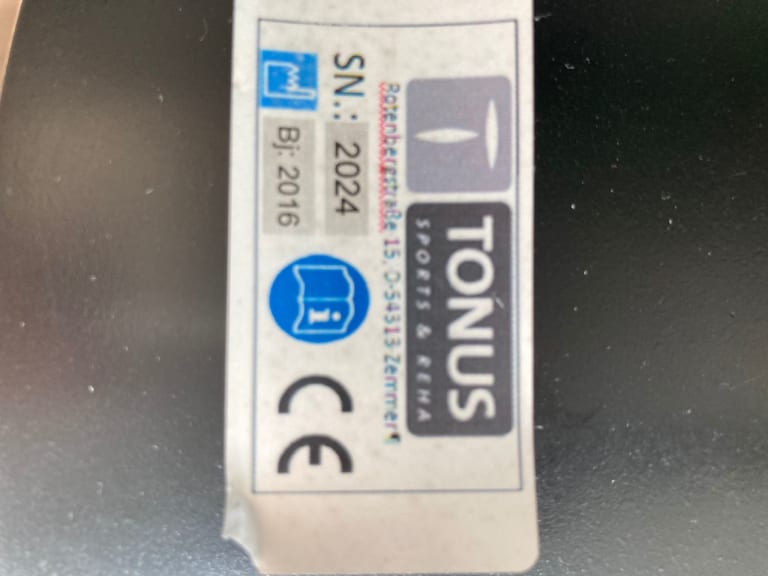 TONUS
SPORTS & REHA
Rotenbergstraße 15, D-54313 Zemmer¶
SN.: 2024
Bj: 2016
i
CE